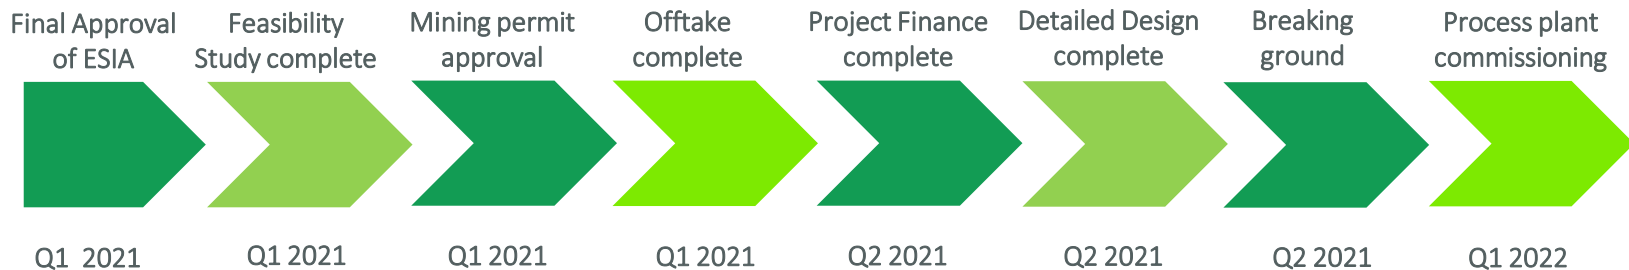 Final Approval
of ESIA
Feasibility
Study complete
Mining permit
approval
Offtake
complete
Project Finance
complete
Detailed Design
complete
Breaking
ground
Process plant
commissioning
Q1 2021
Q1 2021
Q1 2021
Q1 2021
Q2 2021
Q2 2021
Q2 2021
Q1 2022